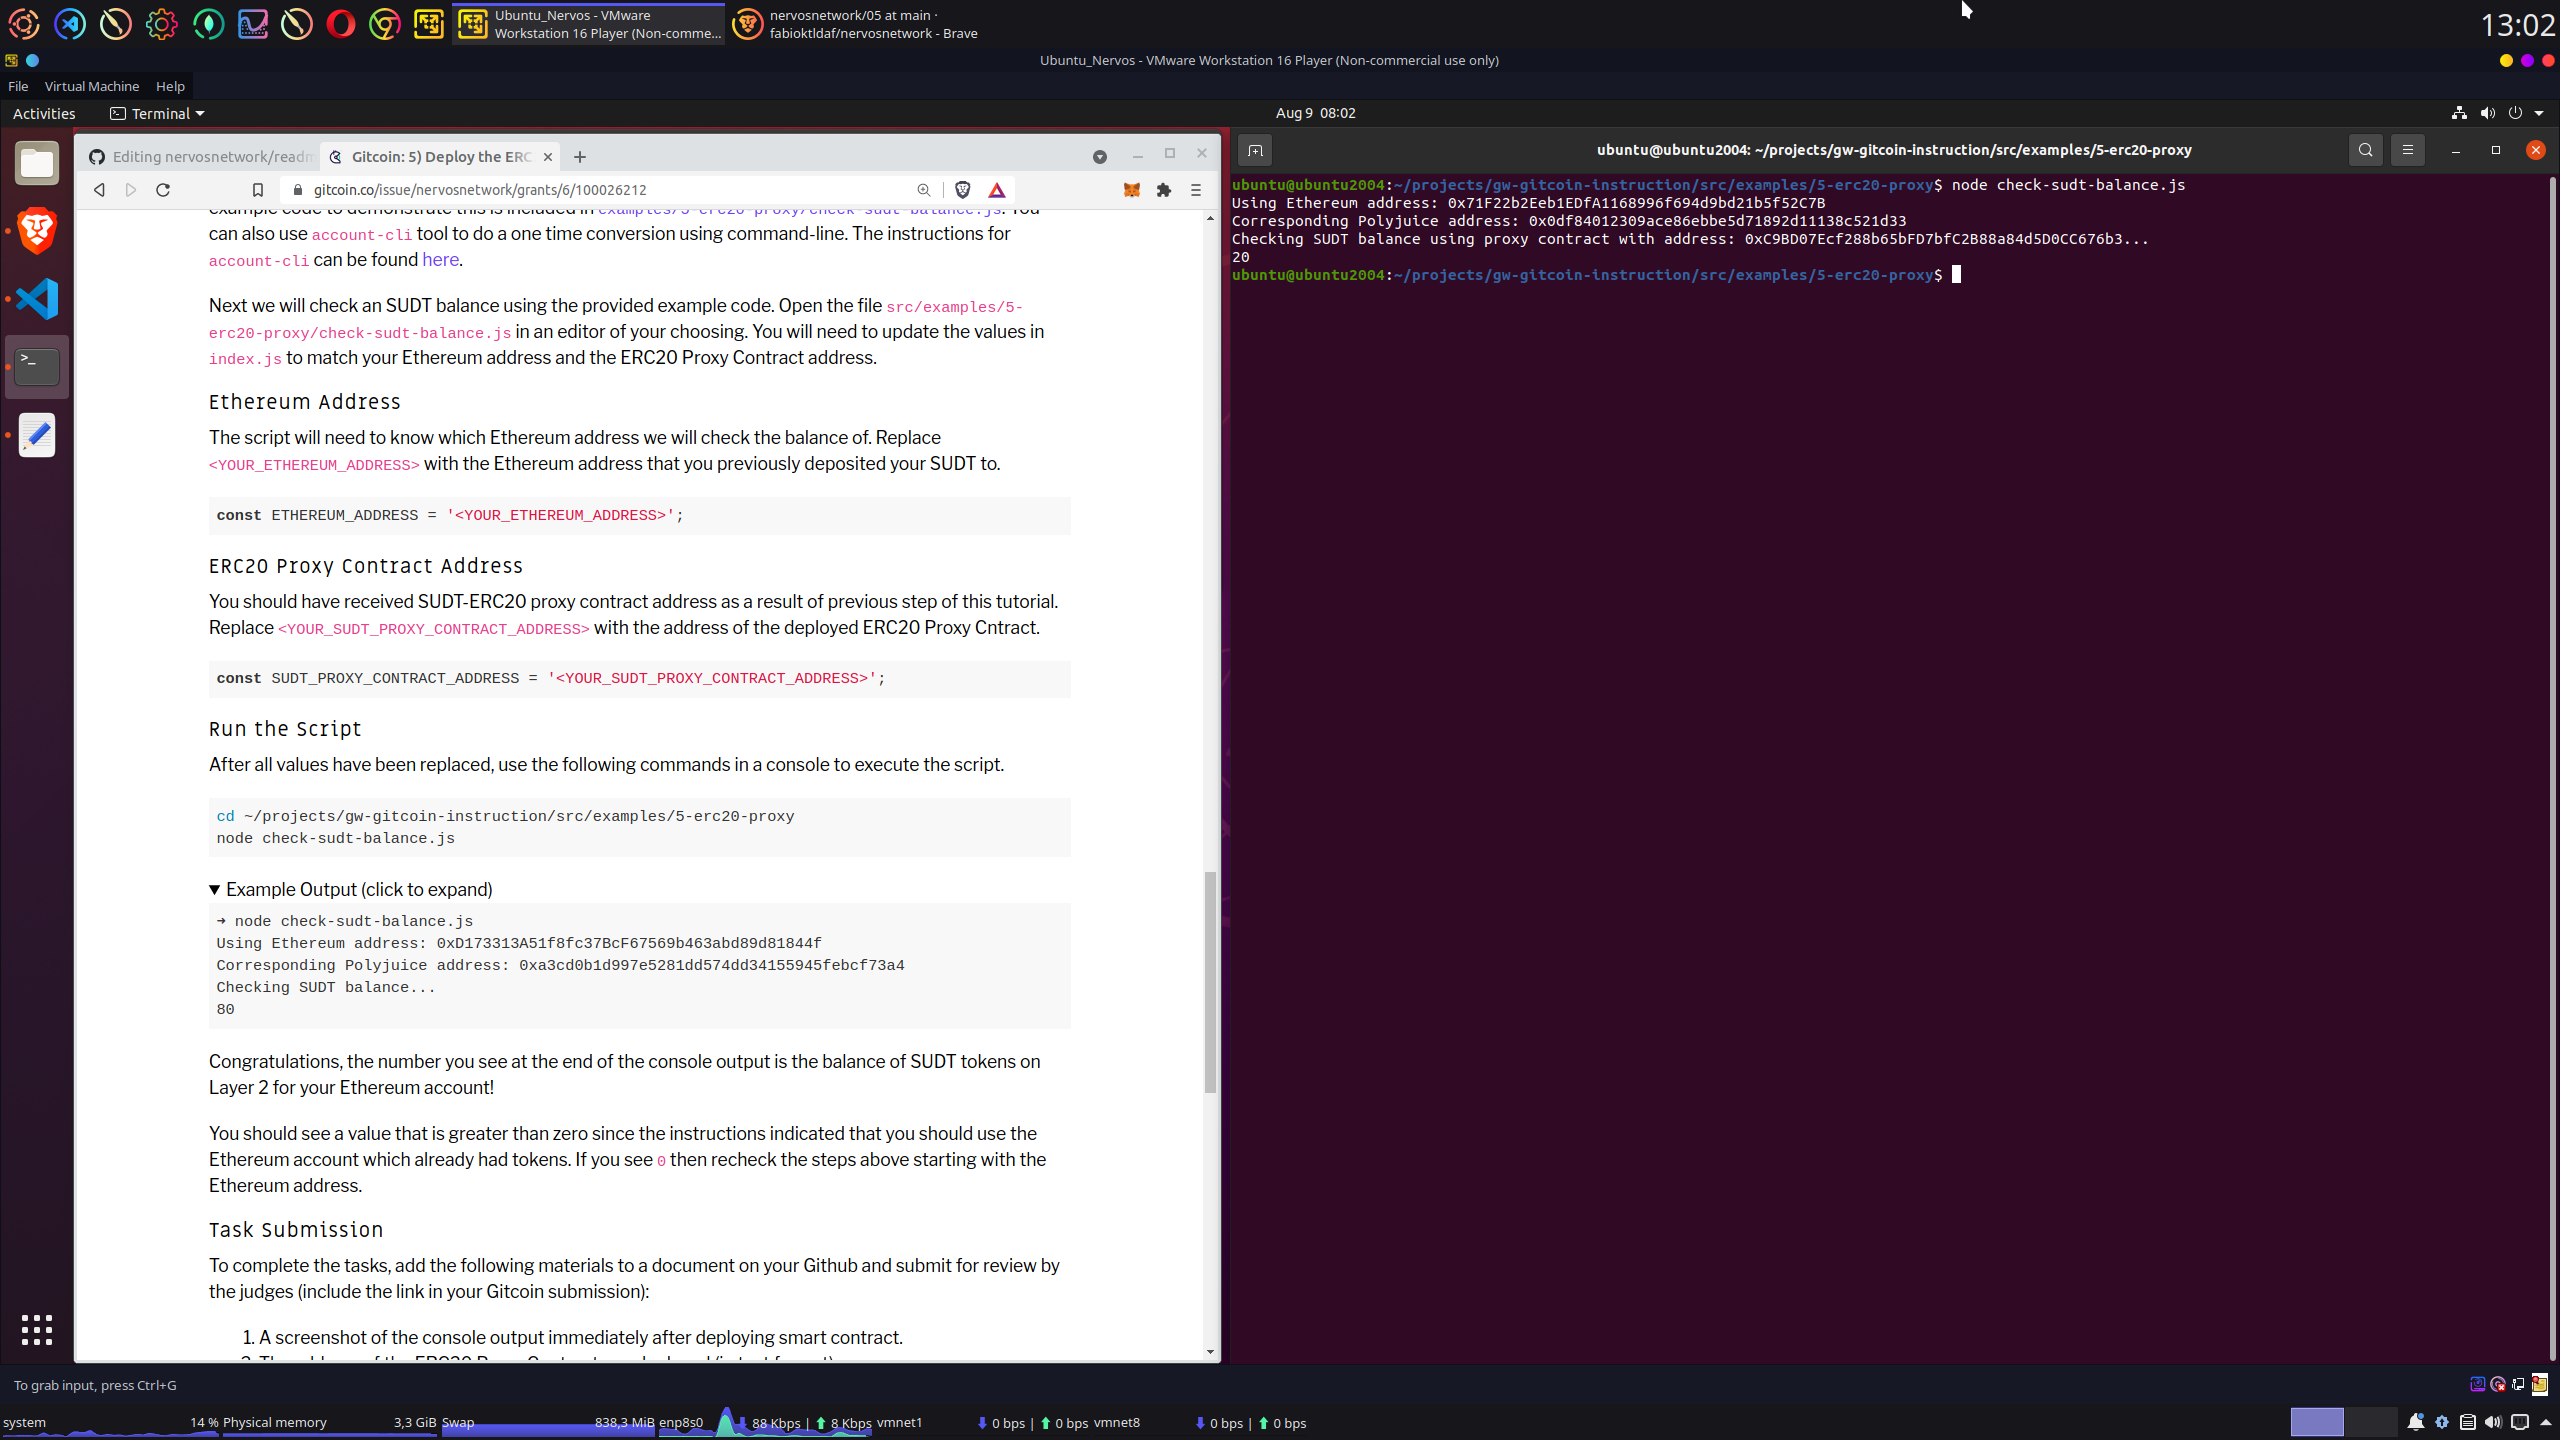 Ubuntu_Nervos - VMware
Workstation 16 Player (Non-comme...
nervosnetwork/05 at main ·
fabioktldaf/nervosnetwork - Brave
13:02
Ubuntu_Nervos - VMware Workstation 16 Player (Non-commercial use only)
File Virtual Machine Help
Activities Terminal Aug 9 08:02
Editing nervosnetwork/readm
Gitcoin: 5) Deploy the ERC
gitcoin.co/issue/nervosnetwork/grants/6/100026212
example code to demonstrate this is included in examples/5-erc20-proxy/check-sudt-balance.js. You
can also use account-cli tool to do a one time conversion using command-line. The instructions for
account-cli can be found here.
Next we will check an SUDT balance using the provided example code. Open the file src/examples/5-
erc20-proxy/check-sudt-balance.js in an editor of your choosing. You will need to update the values in
index.js to match your Ethereum address and the ERC20 Proxy Contract address.
Ethereum Address
The script will need to know which Ethereum address we will check the balance of. Replace
<YOUR_ETHEREUM_ADDRESS> with the Ethereum address that you previously deposited your SUDT to.
const ETHEREUM_ADDRESS = '<YOUR_ETHEREUM_ADDRESS>';
ERC20 Proxy Contract Address
You should have received SUDT-ERC20 proxy contract address as a result of previous step of this tutorial.
Replace <YOUR_SUDT_PROXY_CONTRACT_ADDRESS> with the address of the deployed ERC20 Proxy Cntract.
const SUDT_PROXY_CONTRACT_ADDRESS = '<YOUR_SUDT_PROXY_CONTRACT_ADDRESS>';
Run the Script
After all values have been replaced, use the following commands in a console to execute the script.
cd ~/projects/gw-gitcoin-instruction/src/examples/5-erc20-proxy
node check-sudt-balance.js
▼ Example Output (click to expand)
➜ node check-sudt-balance.js
Using Ethereum address: 0xD173313A51f8fc37BcF67569b463abd89d81844f
Corresponding Polyjuice address: 0xa3cd0b1d997e5281dd574dd34155945febcf73a4
Checking SUDT balance...
80
Congratulations, the number you see at the end of the console output is the balance of SUDT tokens on
Layer 2 for your Ethereum account!
You should see a value that is greater than zero since the instructions indicated that you should use the
Ethereum account which already had tokens. If you see 0 then recheck the steps above starting with the
Ethereum address.
Task Submission
To complete the tasks, add the following materials to a document on your Github and submit for review by
the judges (include the link in your Gitcoin submission):
1. A screenshot of the console output immediately after deploying smart contract.
ubuntu@ubuntu2004: ~/projects/gw-gitcoin-instruction/src/examples/5-erc20-proxy
ubuntu@ubuntu2004:~/projects/gw-gitcoin-instruction/src/examples/5-erc20-proxy$ node check-sudt-balance.js
Using Ethereum address: 0x71F22b2Eeb1EDfA1168996f694d9bd21b5f52C7B
Corresponding Polyjuice address: 0x0df84012309ace86ebbe5d71892d11138c521d33
Checking SUDT balance using proxy contract with address: 0xC9BD07Ecf288b65bFD7bfC2B88a84d5D0CC676b3...
20
ubuntu@ubuntu2004:~/projects/gw-gitcoin-instruction/src/examples/5-erc20-proxy$
To grab input, press Ctrl+G
system 14 % Physical memory 3,3 GiB Swap 838,3 MiB enp8s0 88 Kbps | 8 Kbps vmnet1 0 bps | 0 bps vmnet8 0 bps | 0 bps